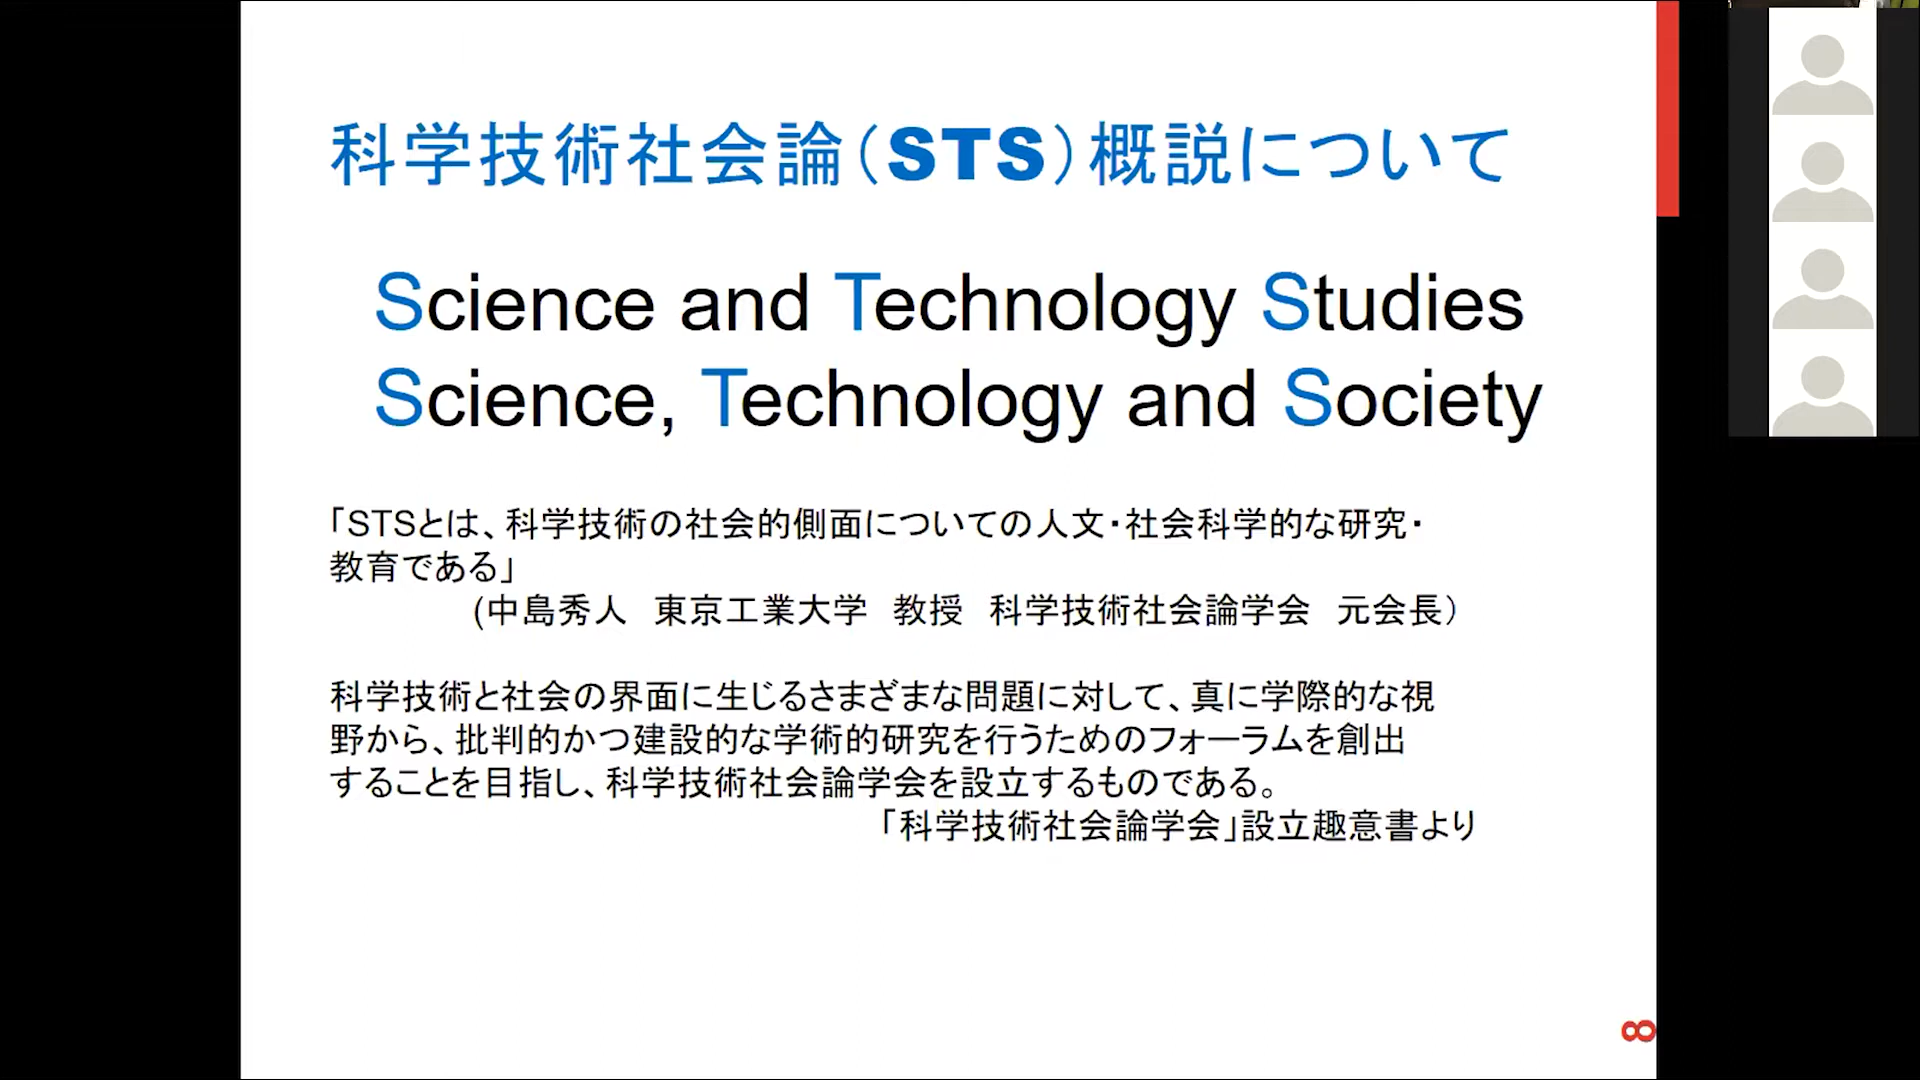 科学技術社会論（STS）概説について
Science and Technology Studies
Science, Technology and Society
「STSとは、科学技術の社会的側面についての人文・社会科学的な研究・
教育である」
(中島秀人　東京工業大学　教授　科学技術社会論学会　元会長）
科学技術と社会の界面に生じるさまざまな問題に対して、真に学際的な視
野から、批判的かつ建設的な学術的研究を行うためのフォーラムを創出
することを目指し、科学技術社会論学会を設立するものである。
「科学技術社会論学会」設立趣意書より
8